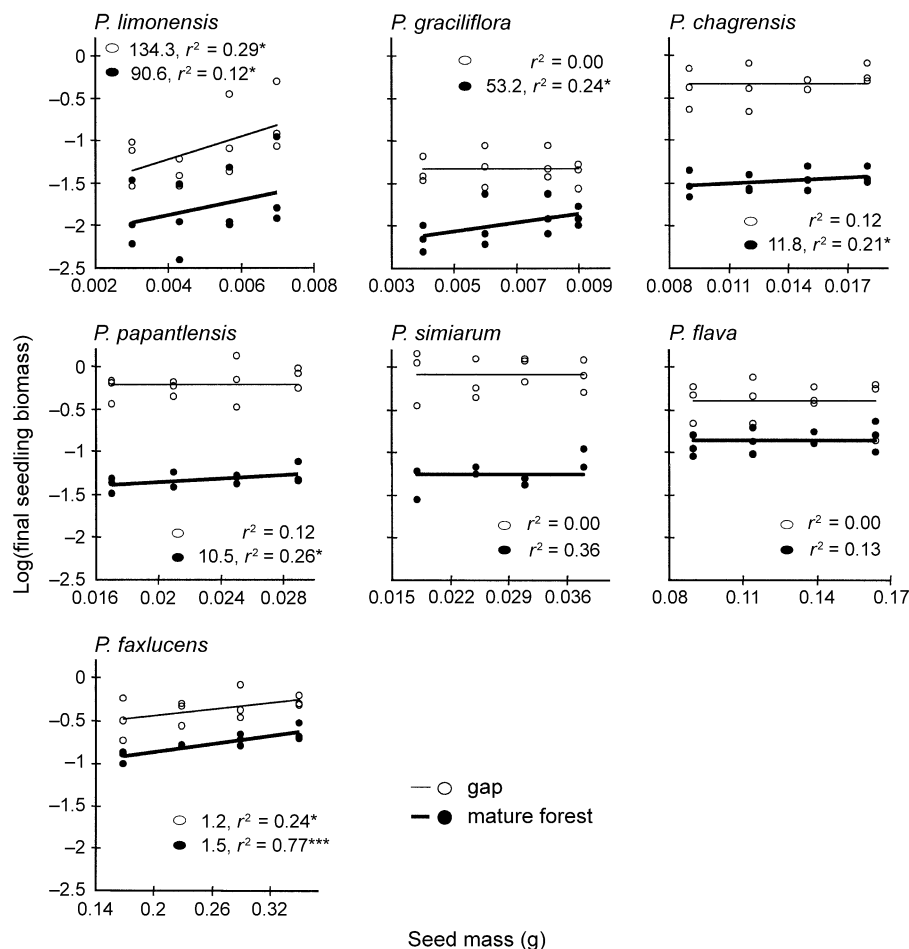 P. limonensis
P. graciliflora
P. chagrensis
134.3, r² = 0.29*
90.6, r² = 0.12*
r² = 0.00
53.2, r² = 0.24*
r² = 0.12
11.8, r² = 0.21*
0
–0.5
–1
–1.5
–2
–2.5
0.002 0.004 0.006 0.008
0.003 0.005 0.007 0.009
0.008 0.011 0.014 0.017
P. papantlensis
P. simiarum
P. flava
0
–0.5
–1
–1.5
–2
–2.5
r² = 0.12
10.5, r² = 0.26*
r² = 0.00
r² = 0.36
r² = 0.00
r² = 0.13
0.016 0.02 0.024 0.028
0.015 0.022 0.029 0.036
0.08 0.11 0.14 0.17
Log(final seedling biomass)
P. faxlucens
0
–0.5
–1
–1.5
–2
–2.5
1.2, r² = 0.24*
1.5, r² = 0.77***
0.14 0.2 0.26 0.32
gap
mature forest
Seed mass (g)